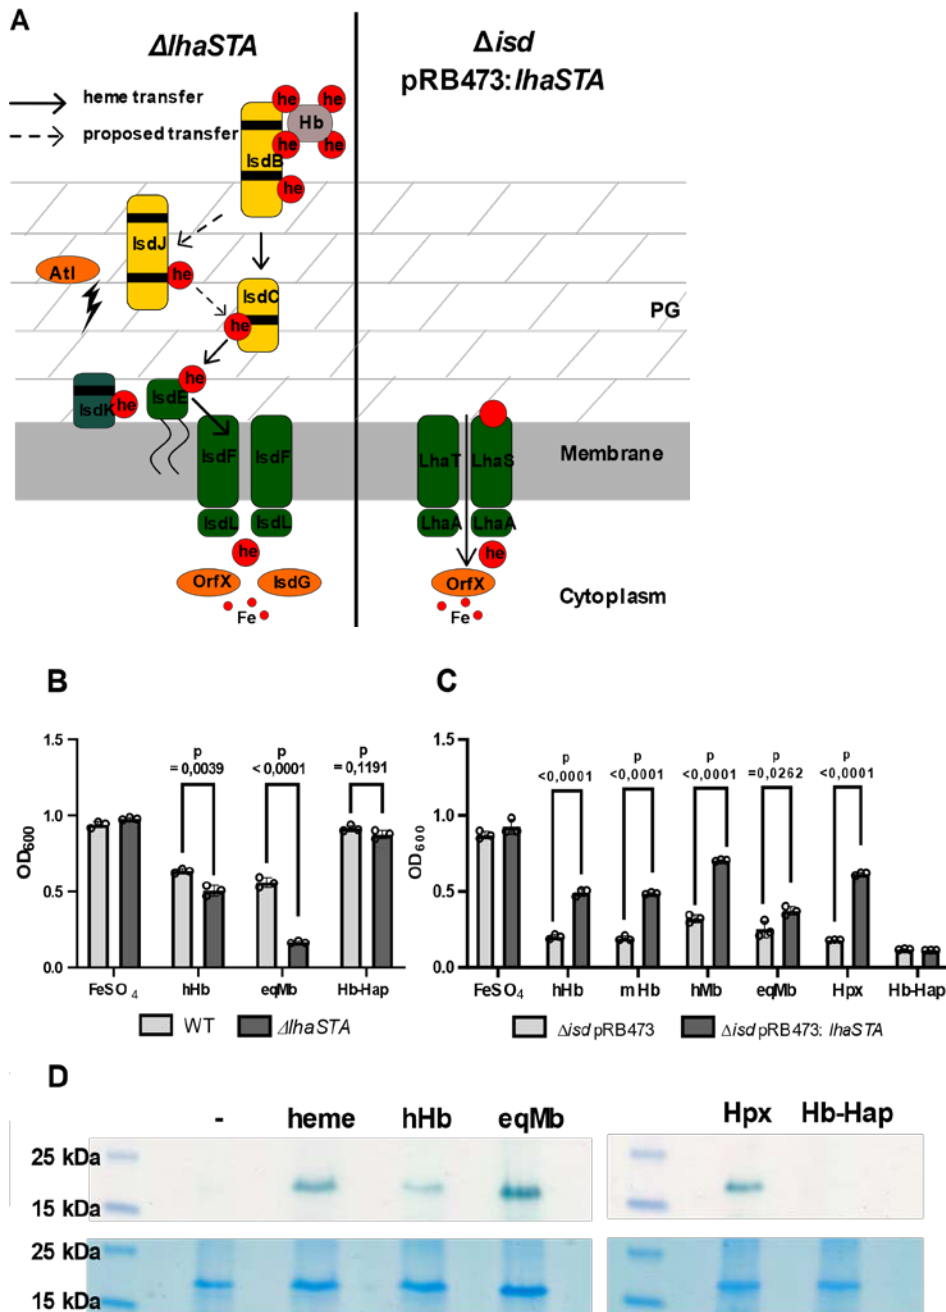 A
ΔlhaSTA
Δisd
pRB473:lhaSTA
heme transfer
proposed transfer
he he
Hb
he he
IsdB
he
IsdJ
Atl
he
IsdC
he
PG
he
IsdK he IsdE
IsdF IsdF
LhaT LhaS
Membrane
IsdL IsdL
LhaA LhaA
he
he
OrfX IsdG
OrfX
Cytoplasm
Fe
Fe
B
OD600
1.5
1.0
0.5
0.0
p
= 0,0039
p
<0,0001
p
= 0,1191
FeSO4 hHb eqMb Hb-Hap
WT ΔlhaSTA
C
OD600
1.5
1.0
0.5
0.0
p
<0,0001
p
<0,0001
p
<0,0001
p
=0,0262
p
<0,0001
FeSO4 hHb mHb hMb eqMb Hpx Hb-Hap
Δisd pRB473 Δisd pRB473: lhaSTA
D
- heme hHb eqMb Hpx Hb-Hap
25 kDa
15 kDa
25 kDa
15 kDa